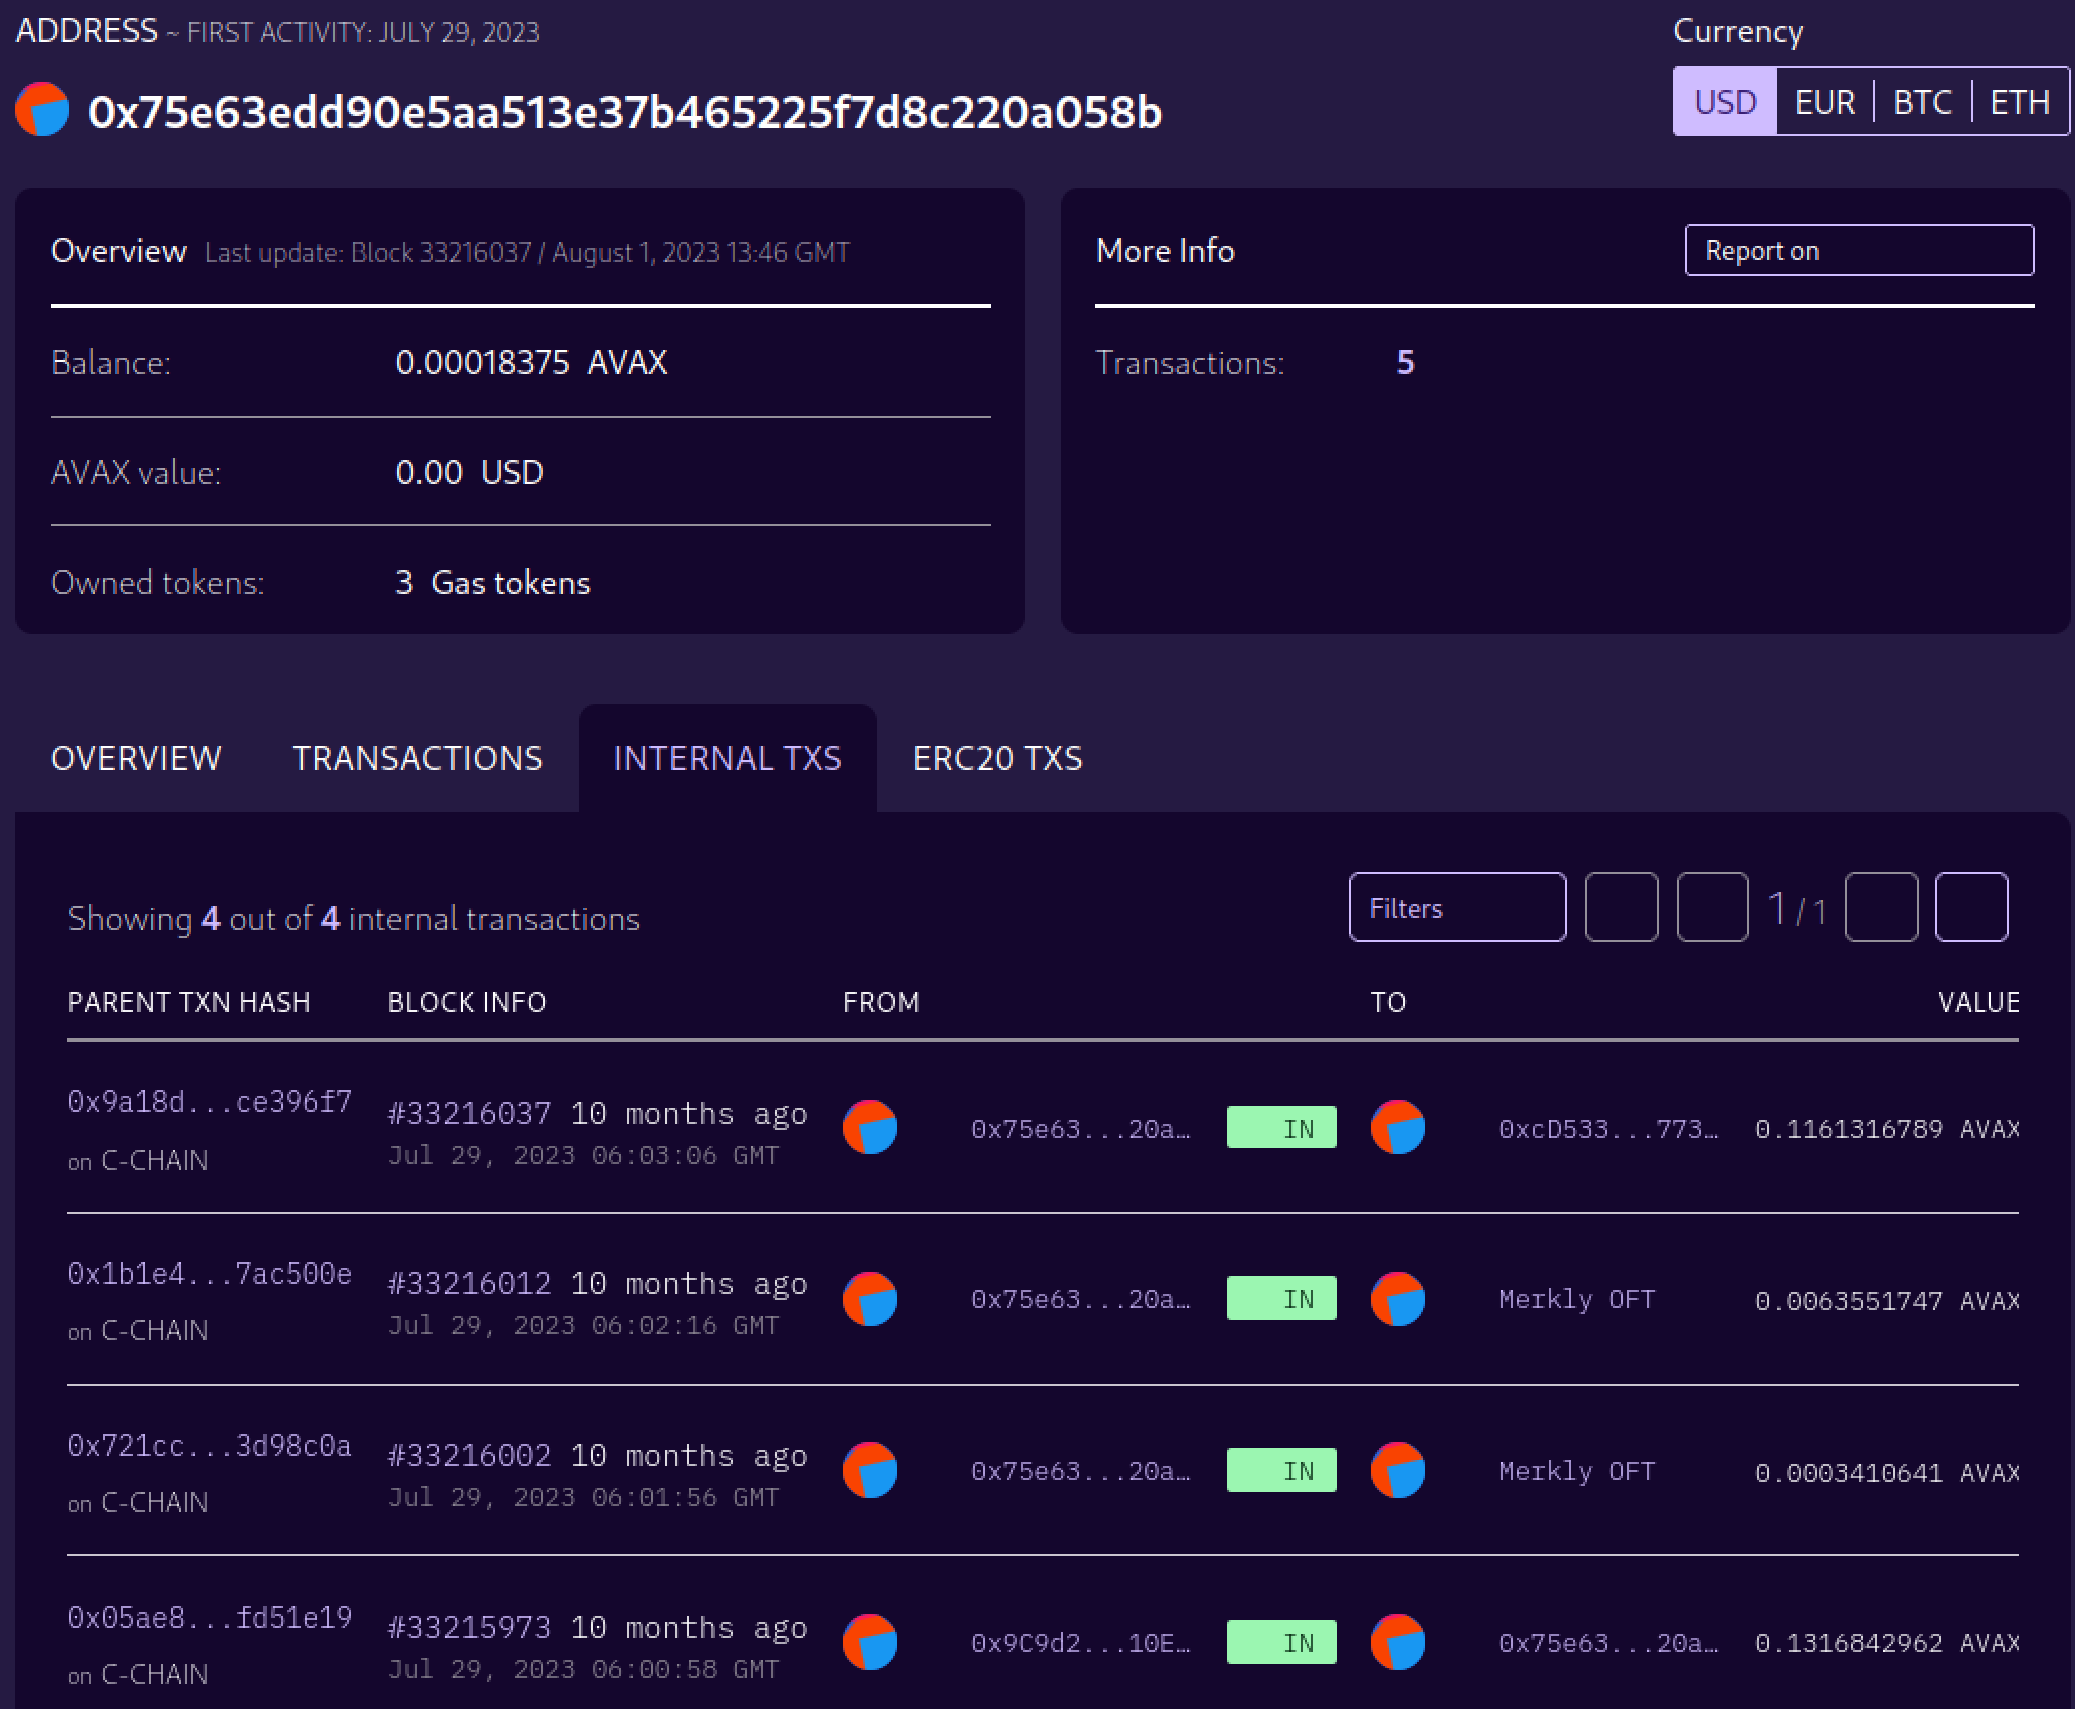 ADDRESS ~ FIRST ACTIVITY: JULY 29, 2023
Currency
0x75e63edd90e5aa513e37b465225f7d8c220a058b
USD EUR BTC ETH
Overview Last update: Block 33216037 / August 1, 2023 13:46 GMT
Balance: 0.00018375 AVAX
AVAX value: 0.00 USD
Owned tokens: 3 Gas tokens
More Info Report on
Transactions: 5
OVERVIEW TRANSACTIONS INTERNAL TXS ERC20 TXS
Showing 4 out of 4 internal transactions
Filters 1 / 1
PARENT TXN HASH BLOCK INFO FROM TO VALUE
0x9a18d...ce396f7 #33216037 10 months ago 0x75e63...20a… IN 0xcD533...773… 0.1161316789 AVAX
on C-CHAIN Jul 29, 2023 06:03:06 GMT
0x1b1e4...7ac500e #33216012 10 months ago 0x75e63...20a… IN Merkly OFT 0.0063551747 AVAX
on C-CHAIN Jul 29, 2023 06:02:16 GMT
0x721cc...3d98c0a #33216002 10 months ago 0x75e63...20a… IN Merkly OFT 0.0003410641 AVAX
on C-CHAIN Jul 29, 2023 06:01:56 GMT
0x05ae8...fd51e19 #33215973 10 months ago 0x9C9d2...10E… IN 0x75e63...20a… 0.1316842962 AVAX
on C-CHAIN Jul 29, 2023 06:00:58 GMT